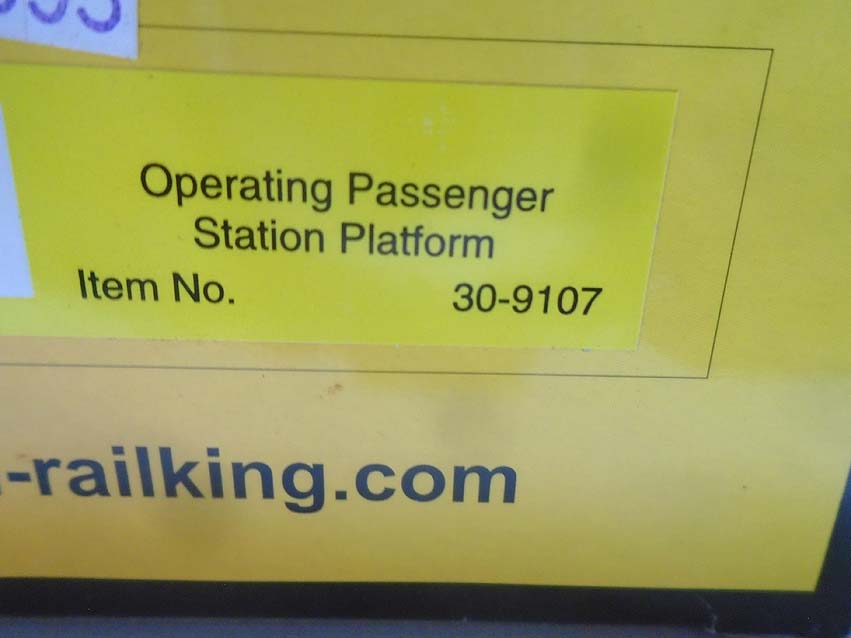 Operating Passenger
Station Platform
Item No. 30-9107
-railking.com